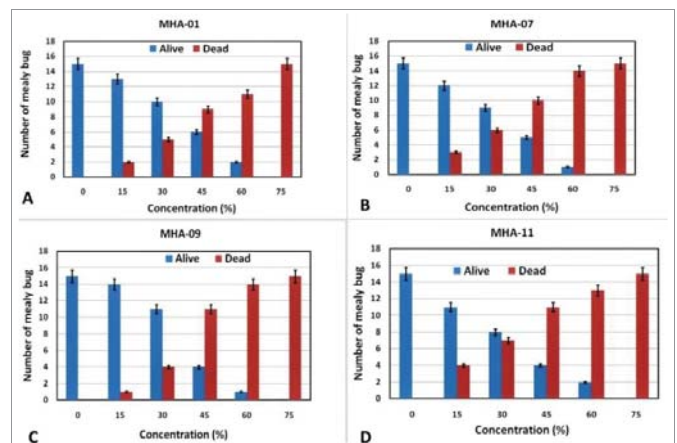 MHA-01
Alive Dead
Number of mealy bug
18
16
14
12
10
8
6
4
2
0
0 15 30 45 60 75
Concentration (%)
A
MHA-07
Alive Dead
Number of mealy bug
18
16
14
12
10
8
6
4
2
0
0 15 30 45 60 75
Concentration (%)
B
MHA-09
Alive Dead
Number of mealy bug
18
16
14
12
10
8
6
4
2
0
0 15 30 45 60 75
Concentration (%)
C
MHA-11
Alive Dead
Number of mealy bug
18
16
14
12
10
8
6
4
2
0
0 15 30 45 60 75
Concentration (%)
D